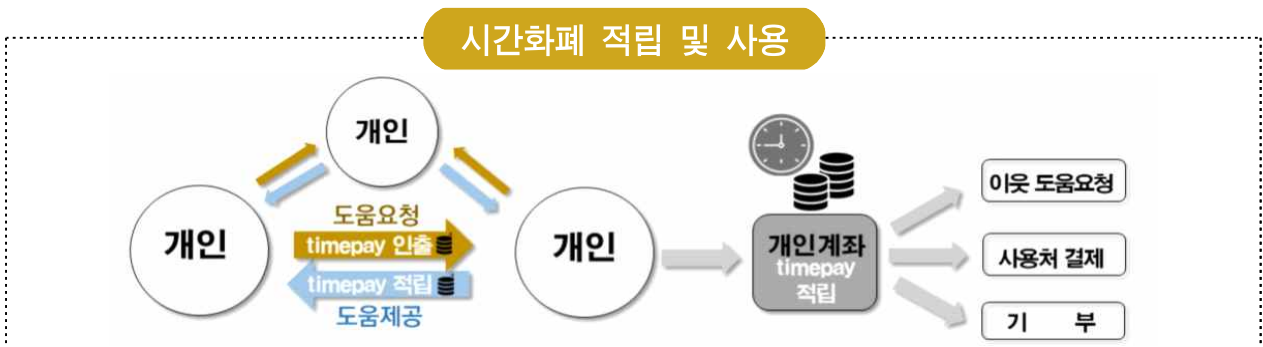 시간화폐 적립 및 사용
개인
개인
도움요청
timepay 인출
timepay 적립
도움제공
개인
개인계좌
timepay
적립
이웃 도움요청
사용처 결제
기 부